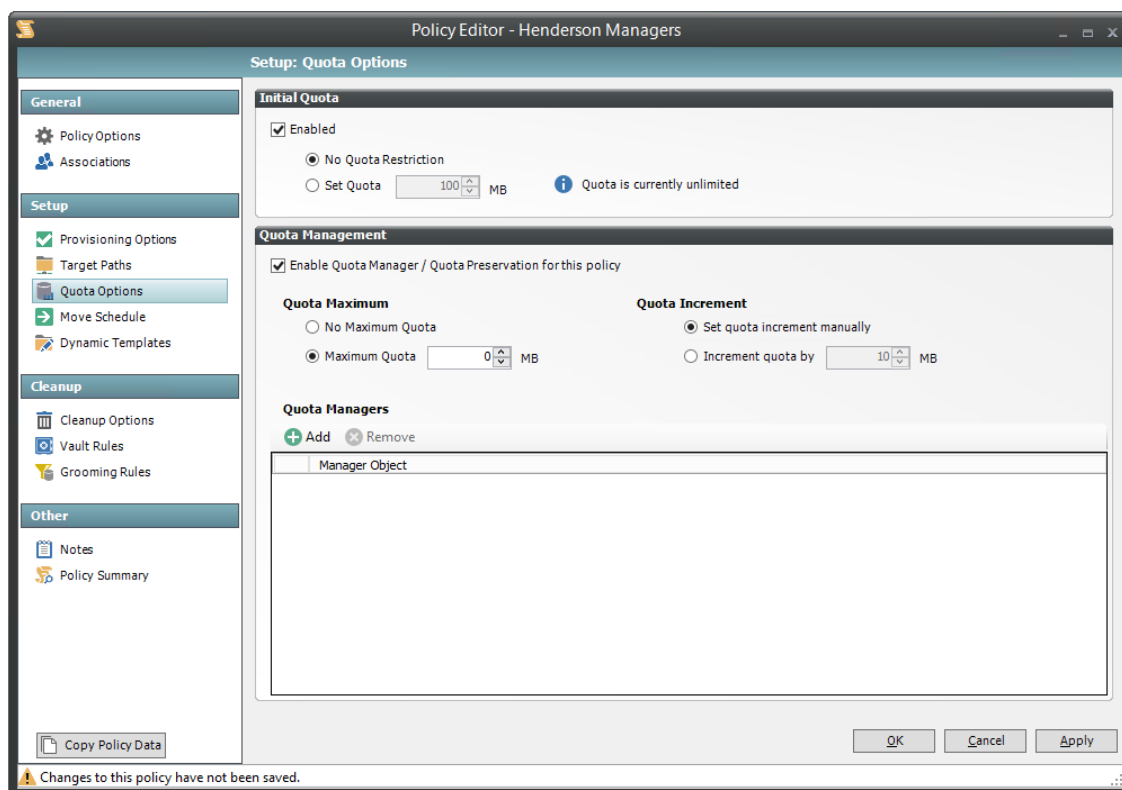 Policy Editor - Henderson Managers
Setup: Quota Options
General
Policy Options
Associations
Setup
Provisioning Options
Target Paths
Quota Options
Move Schedule
Dynamic Templates
Cleanup
Cleanup Options
Vault Rules
Grooming Rules
Other
Notes
Policy Summary
Copy Policy Data
Initial Quota
Enabled
No Quota Restriction
Set Quota 100 MB Quota is currently unlimited
Quota Management
Enable Quota Manager / Quota Preservation for this policy
Quota Maximum Quota Increment
No Maximum Quota Set quota increment manually
Maximum Quota 0 MB Increment quota by 10 MB
Quota Managers
Add Remove
Manager Object
OK Cancel Apply
Changes to this policy have not been saved.